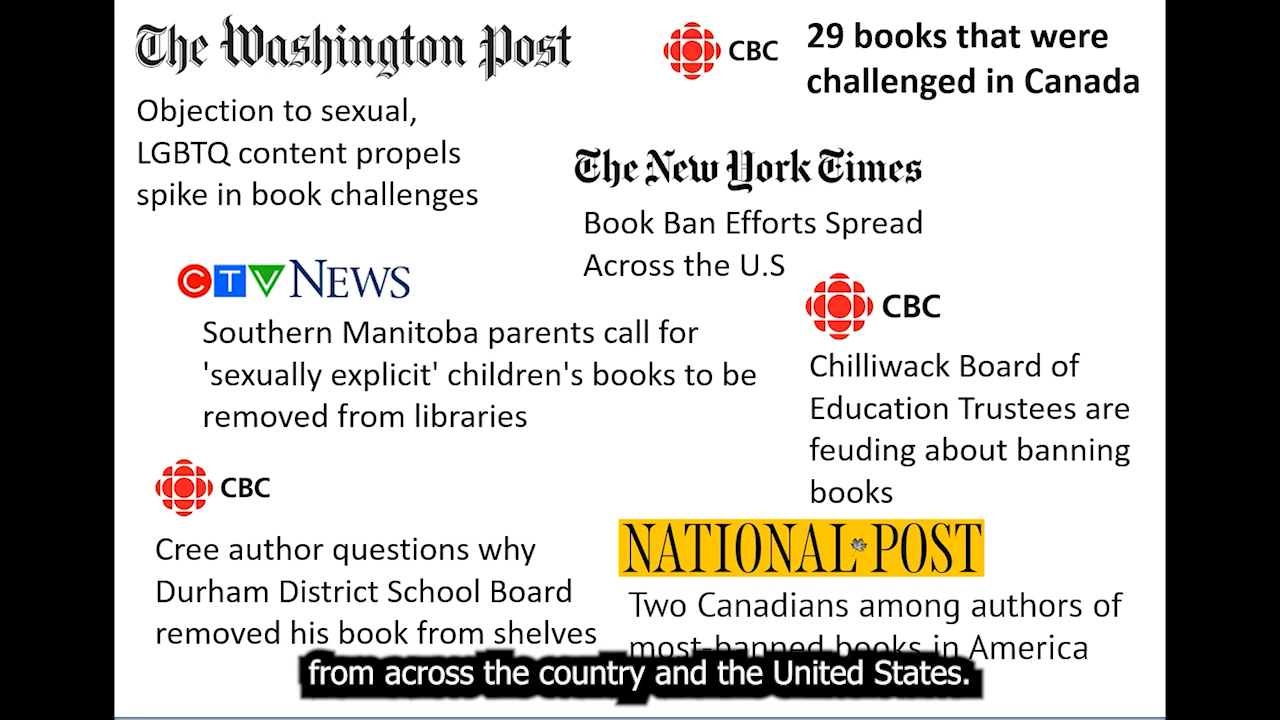 The Washington Post
Objection to sexual,
LGBTQ content propels
spike in book challenges
CBC
29 books that were
challenged in Canada
The New York Times
Book Ban Efforts Spread
Across the U.S
CTV NEWS
Southern Manitoba parents call for
'sexually explicit' children's books to be
removed from libraries
CBC
Chilliwack Board of
Education Trustees are
feuding about banning
books
CBC
Cree author questions why
Durham District School Board
removed his book from shelves
NATIONAL POST
Two Canadians among authors of
most-banned books in America
from across the country and the United States.